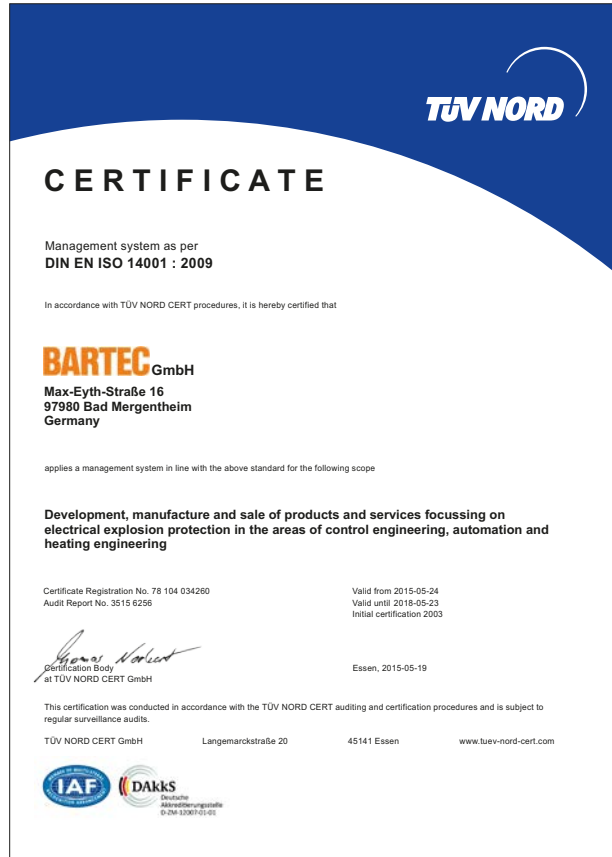 TÜV NORD
CERTIFICATE
Management system as per
DIN EN ISO 14001 : 2009
In accordance with TÜV NORD CERT procedures, it is hereby certified that
BARTEC GmbH
Max-Eyth-Straße 16
97980 Bad Mergentheim
Germany
applies a management system in line with the above standard for the following scope
Development, manufacture and sale of products and services focussing on
electrical explosion protection in the areas of control engineering, automation and
heating engineering
Certificate Registration No. 78 104 034260
Audit Report No. 3515 6256
Valid from 2015-05-24
Valid until 2018-05-23
Initial certification 2003
Thomas Norbert
Certification Body
at TÜV NORD CERT GmbH
Essen, 2015-05-19
This certification was conducted in accordance with the TÜV NORD CERT auditing and certification procedures and is subject to
regular surveillance audits.
TÜV NORD CERT GmbH Langemarckstraße 20 45141 Essen www.tuev-nord-cert.com
IAF
DAkkS
Deutsche
Akkreditierungsstelle
D-ZM-12007-01-01